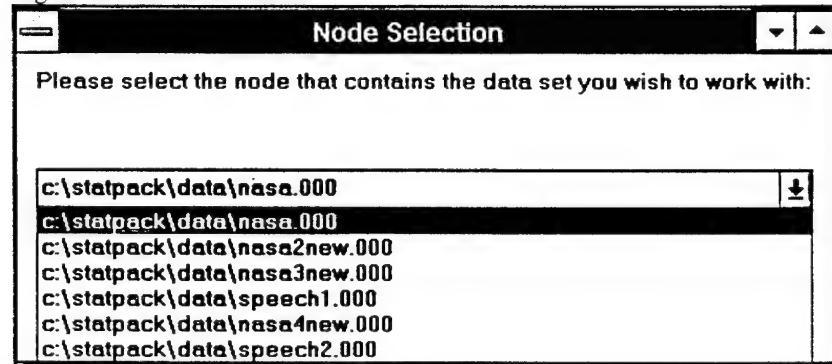 Node Selection
Please select the node that contains the data set you wish to work with:
c:\statpack\data\nasa.000
c:\statpack\data\nasa.000
c:\statpack\data\nasa2new.000
c:\statpack\data\nasa3new.000
c:\statpack\data\speech1.000
c:\statpack\data\nasa4new.000
c:\statpack\data\speech2.000